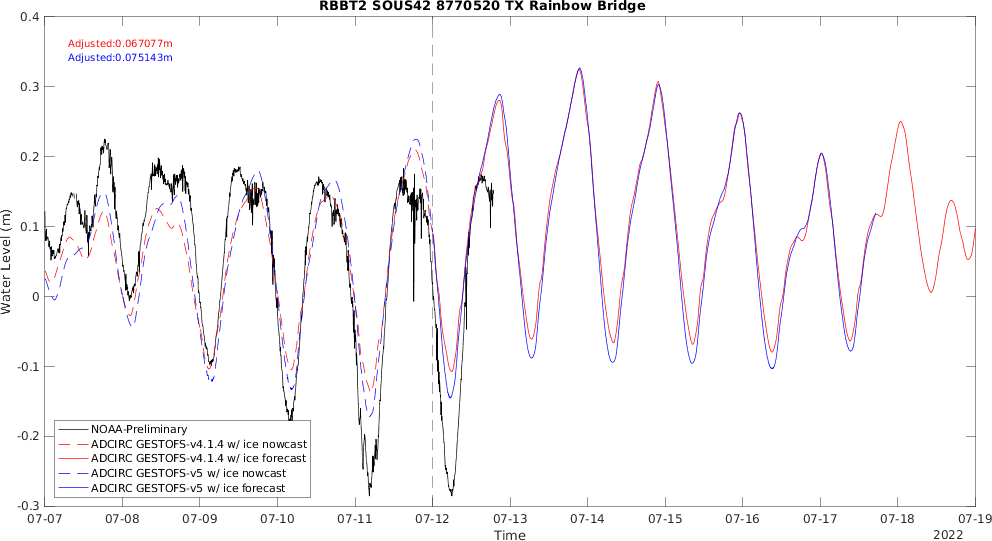 RBBT2 SOUS42 8770520 TX Rainbow Bridge
Adjusted:0.067077m
Adjusted:0.075143m
0.4
0.3
0.2
0.1
0
-0.1
-0.2
-0.3
Water Level (m)
NOAA-Preliminary
ADCIRC GESTOFS-v4.1.4 w/ ice nowcast
ADCIRC GESTOFS-v4.1.4 w/ ice forecast
ADCIRC GESTOFS-v5 w/ ice nowcast
ADCIRC GESTOFS-v5 w/ ice forecast
07-07 07-08 07-09 07-10 07-11 07-12 07-13 07-14 07-15 07-16 07-17 07-18 07-19
Time
2022